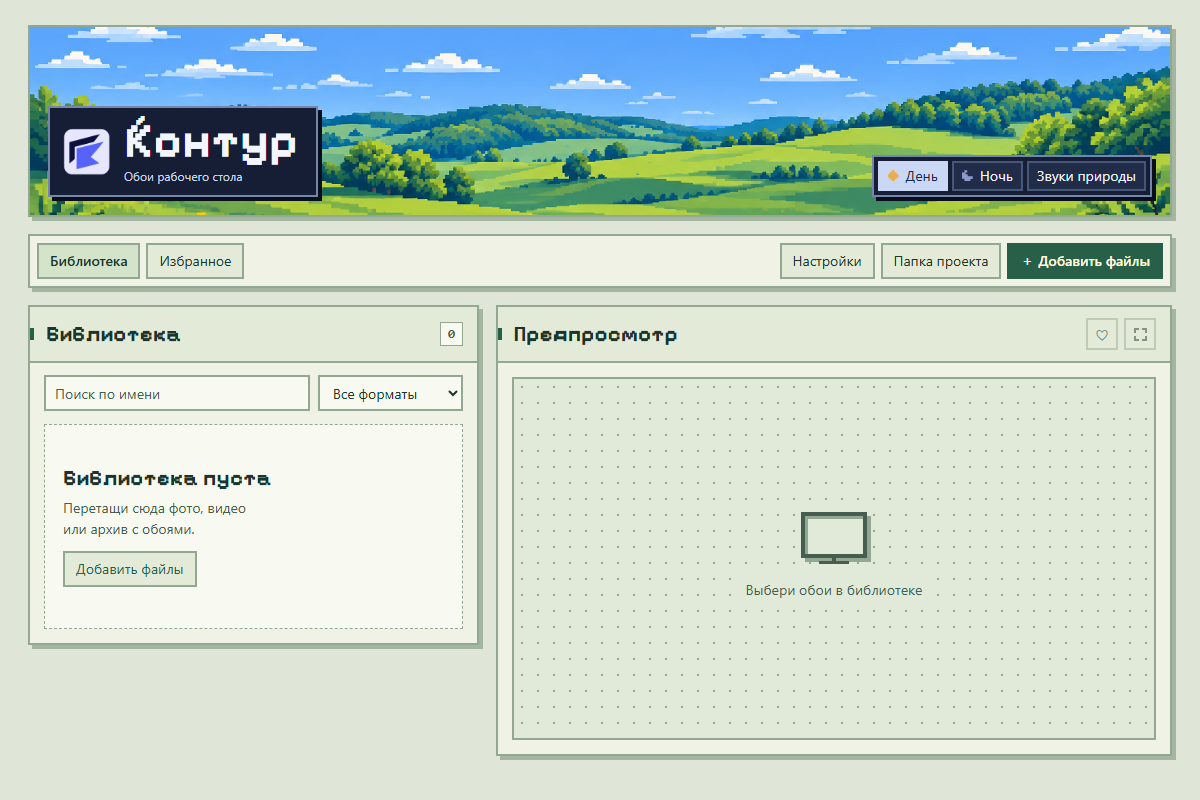 Контур
Обои рабочего стола
День
Ночь
Звуки природы
Библиотека
Избранное
Настройки
Папка проекта
+ Добавить файлы
Библиотека
0
Предпросмотр
Поиск по имени
Все форматы
Библиотека пуста
Перетащи сюда фото, видео
или архив с обоями.
Добавить файлы
Выбери обои в библиотеке